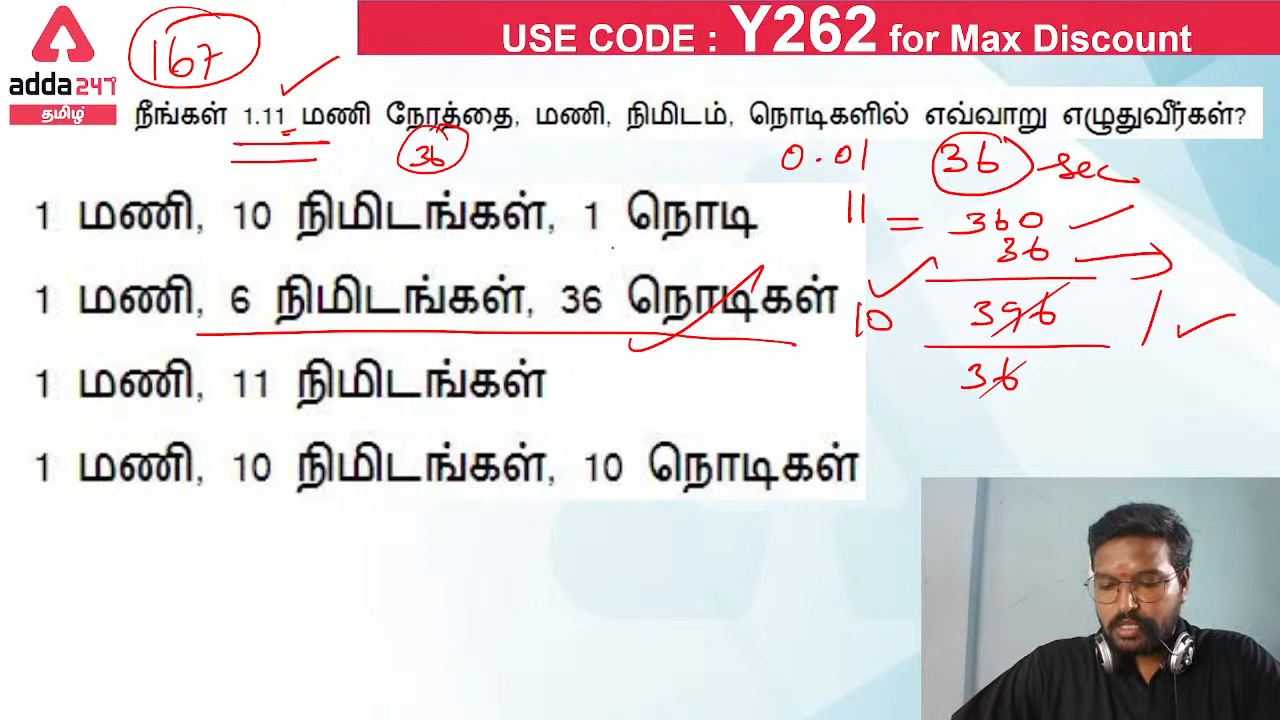 USE CODE : Y262 for Max Discount
adda247
தமிழ்
167
நீங்கள் 1.11 மணி நேரத்தை, மணி, நிமிடம், நொடிகளில் எவ்வாறு எழுதுவீர்கள்?
36
0.01 36 sec
1 மணி, 10 நிமிடங்கள், 1 நொடி
11 = 360
36
1 மணி, 6 நிமிடங்கள், 36 நொடிகள்
10 396 1
36
1 மணி, 11 நிமிடங்கள்
1 மணி, 10 நிமிடங்கள், 10 நொடிகள்